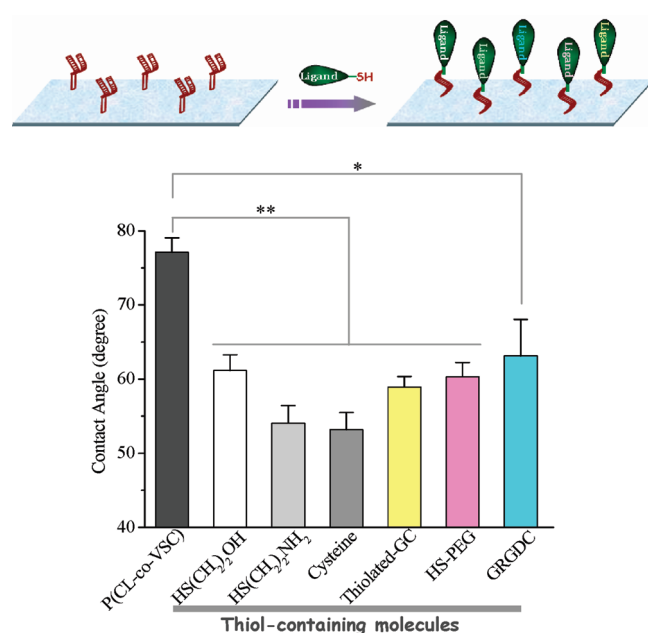 Ligand
SH
Ligand
Ligand
Ligand
Ligand
Ligand
*
**
80
70
60
50
40
Contact Angle (degree)
P(CL-co-VSC)
HS(CH2)2OH
HS(CH2)2NH2
Cysteine
Thiolated-GC
HS-PEG
GRGDC
Thiol-containing molecules